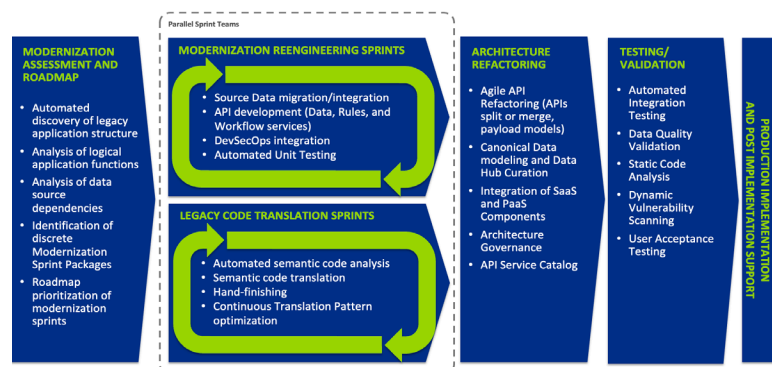 Parallel Sprint Teams
MODERNIZATION
ASSESSMENT AND
ROADMAP
• Automated
discovery of legacy
application structure
• Analysis of logical
application functions
• Analysis of data
source
dependencies
• Identification of
discrete
Modernization
Sprint Packages
• Roadmap
prioritization of
modernization
sprints
MODERNIZATION REENGINEERING SPRINTS
• Source Data migration/integration
• API development (Data, Rules, and
Workflow services)
• DevSecOps integration
• Automated Unit Testing
LEGACY CODE TRANSLATION SPRINTS
• Automated semantic code analysis
• Semantic code translation
• Hand-finishing
• Continuous Translation Pattern
optimization
ARCHITECTURE
REFACTORING
• Agile API
Refactoring (APIs
split or merge,
payload models)
• Canonical Data
modeling and Data
Hub Curation
• Integration of SaaS
and PaaS
Components
• Architecture
Governance
• API Service Catalog
TESTING/
VALIDATION
• Automated
Integration
Testing
• Data Quality
Validation
• Static Code
Analysis
• Dynamic
Vulnerability
Scanning
• User Acceptance
Testing
PRODUCTION IMPLEMENTATION
AND POST IMPLEMENTATION SUPPORT